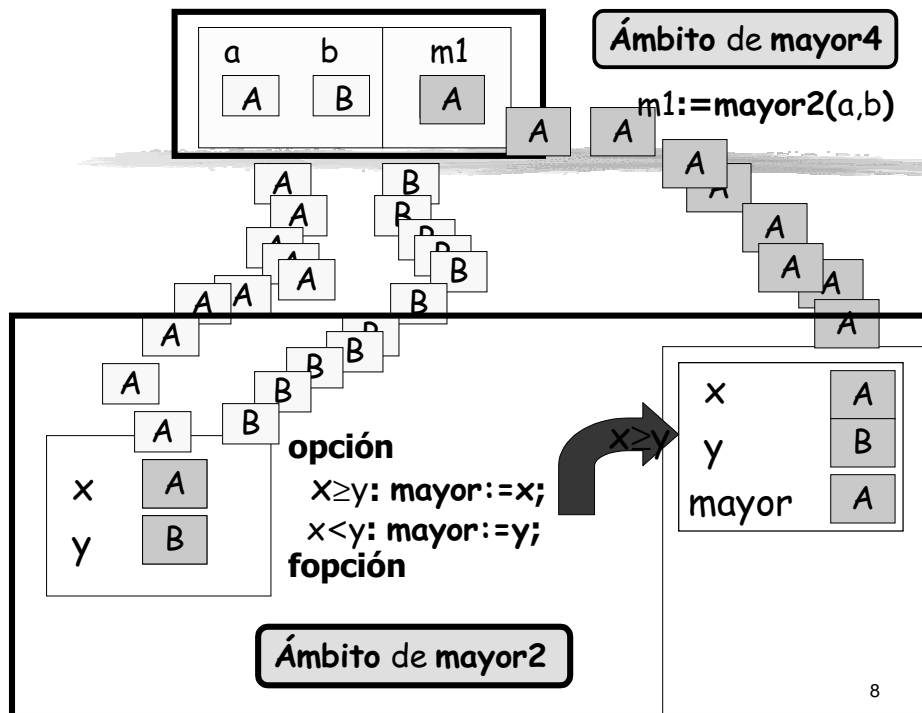 a b m1
A B A
Ámbito de mayor4
m1:=mayor2(a,b)
A A
A
A
A
A
A
A
A B
A B
A B
A B
A B
A B
A B
A B
A B
A B
A B
x A
y B
opción
x≥y: mayor:=x;
x<y: mayor:=y;
fopción
x≥y
x A
y B
mayor A
Ámbito de mayor2
8